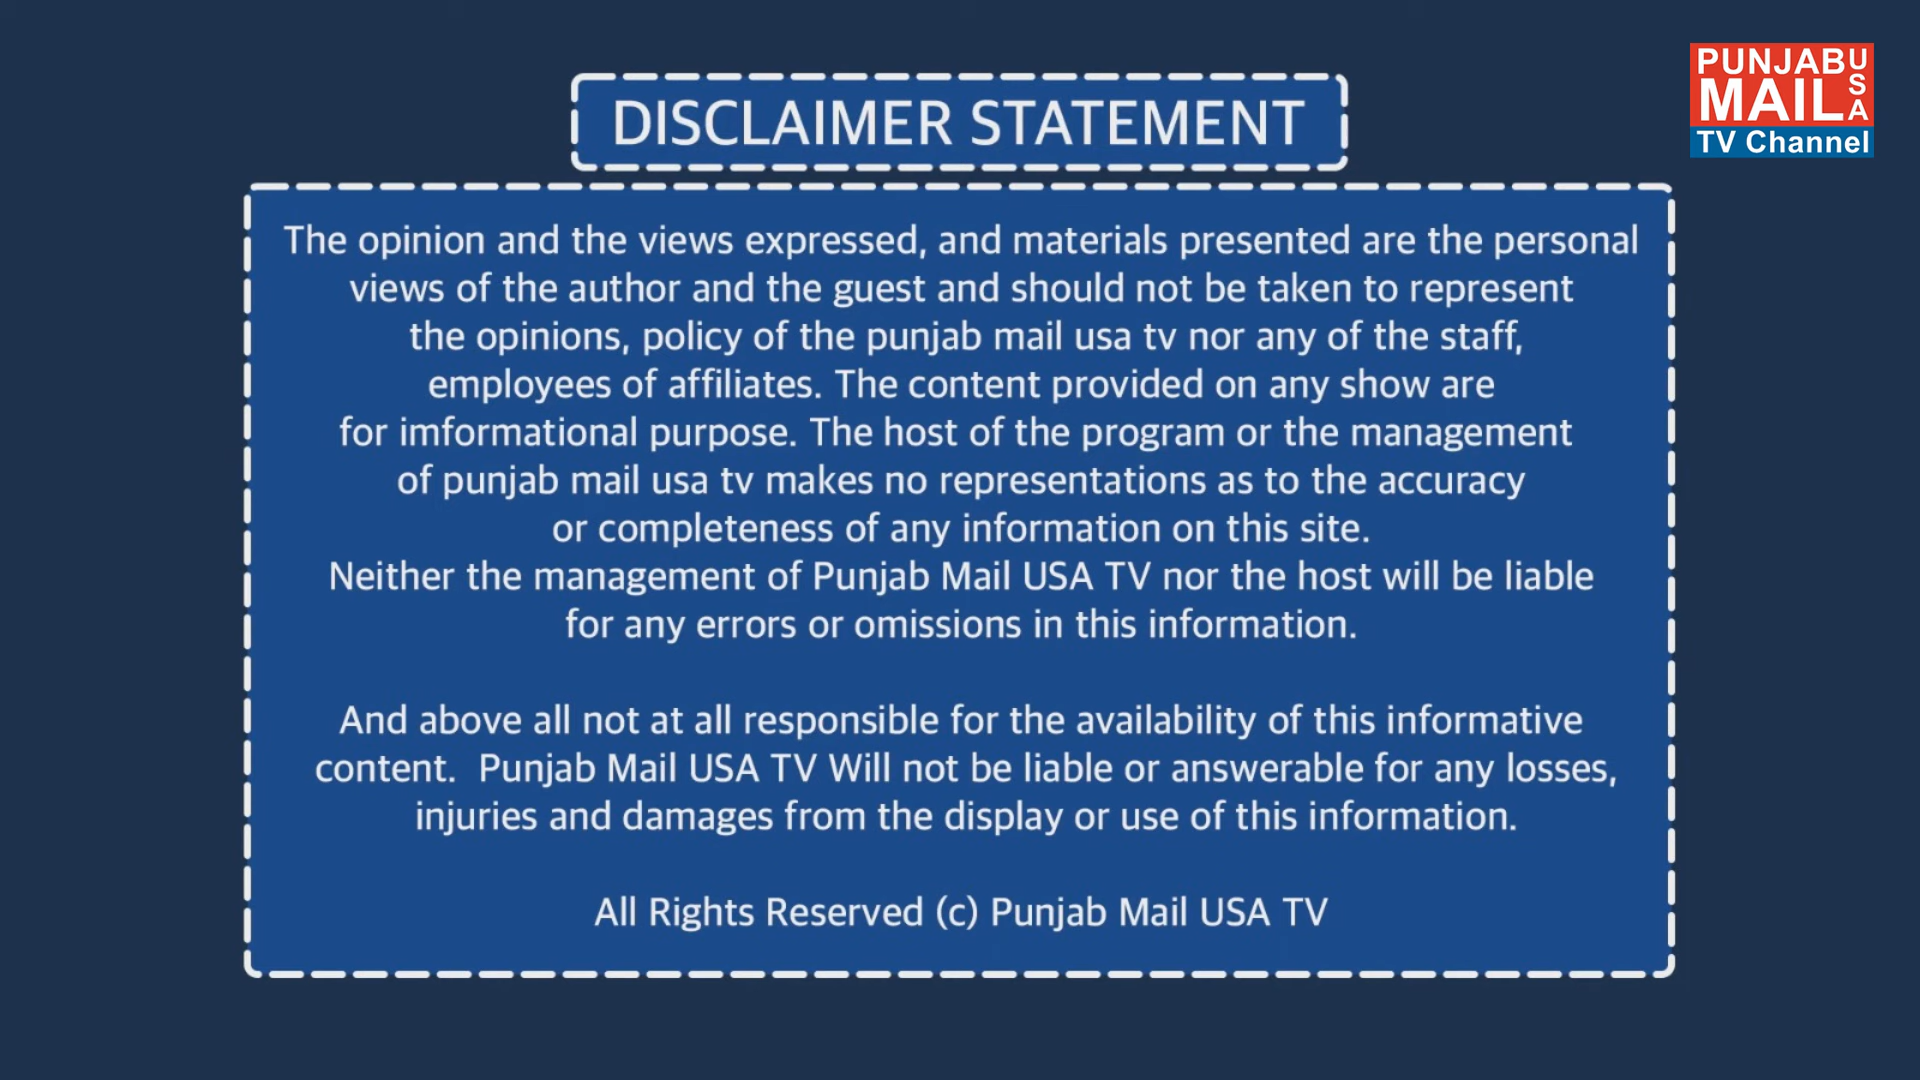 DISCLAIMER STATEMENT
PUNJAB USA
MAIL
TV Channel
The opinion and the views expressed, and materials presented are the personal
views of the author and the guest and should not be taken to represent
the opinions, policy of the punjab mail usa tv nor any of the staff,
employees of affiliates. The content provided on any show are
for imformational purpose. The host of the program or the management
of punjab mail usa tv makes no representations as to the accuracy
or completeness of any information on this site.
Neither the management of Punjab Mail USA TV nor the host will be liable
for any errors or omissions in this information.
And above all not at all responsible for the availability of this informative
content. Punjab Mail USA TV Will not be liable or answerable for any losses,
injuries and damages from the display or use of this information.
All Rights Reserved (c) Punjab Mail USA TV